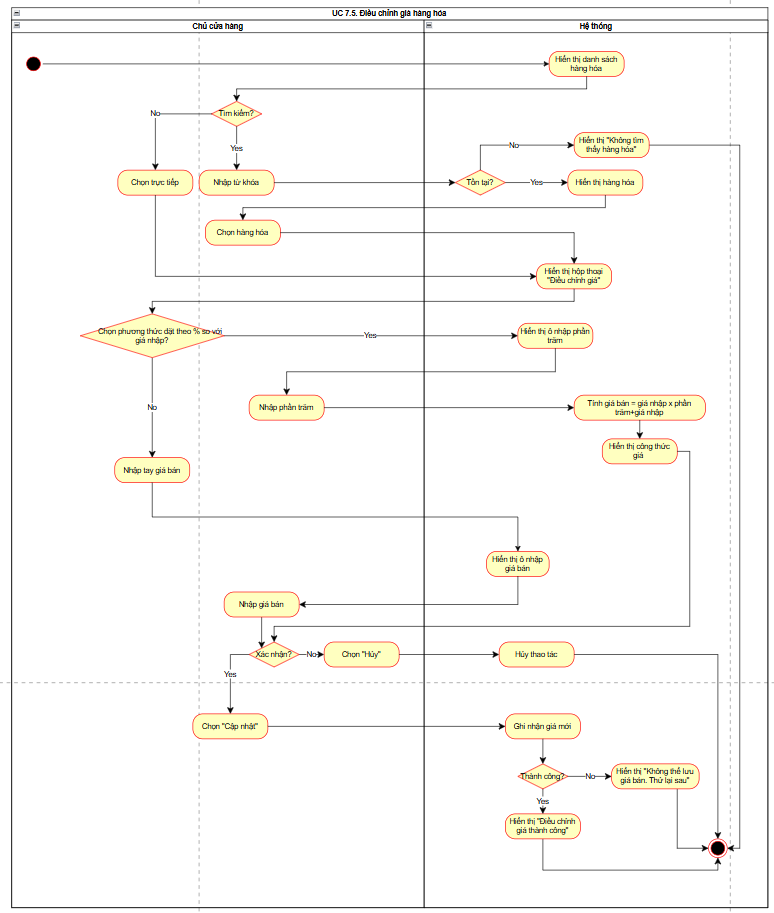 UC 7.5. Điều chỉnh giá hàng hóa
Chủ cửa hàng
Hệ thống
Hiển thị danh sách
hàng hóa
Tìm kiếm?
No
Yes
Hiển thị "Không tìm
thấy hàng hóa"
No
Chọn trực tiếp
Nhập từ khóa
Tồn tại?
Yes
Hiển thị hàng hóa
Chọn hàng hóa
Hiển thị hộp thoại
"Điều chỉnh giá"
Chọn phương thức đặt theo % so với
giá nhập?
Yes
Hiển thị ô nhập phần
trăm
No
Nhập phần trăm
Tính giá bán = giá nhập x phần
trăm+giá nhập
Hiển thị công thức
giá
Nhập tay giá bán
Hiển thị ô nhập
giá bán
Nhập giá bán
Xác nhận?
No
Chọn "Hủy"
Hủy thao tác
Yes
Chọn "Cập nhật"
Ghi nhận giá mới
Thành công?
No
Hiển thị "Không thể lưu
giá bán. Thử lại sau"
Yes
Hiển thị "Điều chỉnh
giá thành công"